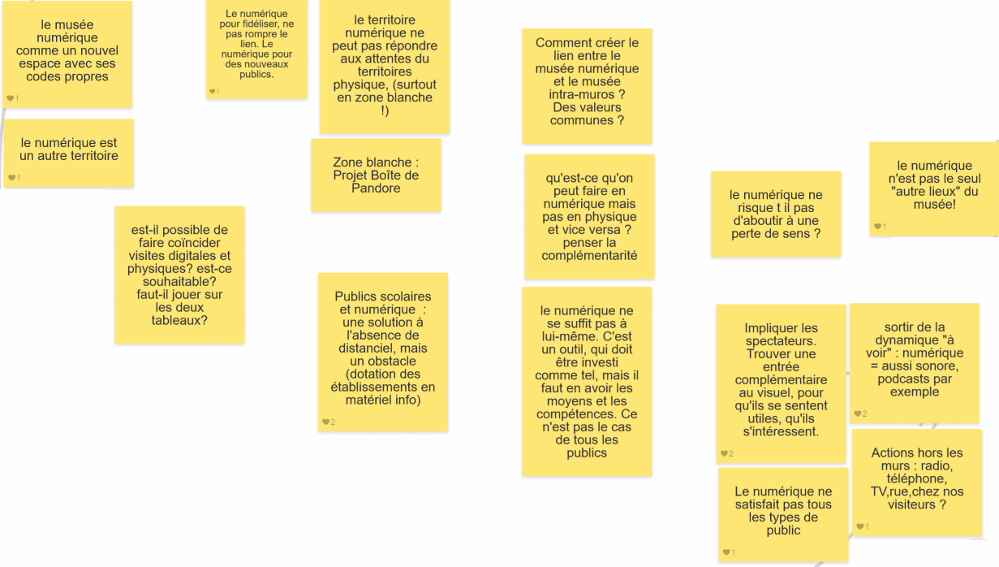 le musée
numérique
comme un nouvel
espace avec ses
codes propres
1
le numérique est
un autre territoire
1
Le numérique
pour fidéliser, ne
pas rompre le
lien. Le
numérique pour
des nouveaux
publics.
1
est-il possible de
faire coïncider
visites digitales et
physiques? est-ce
souhaitable?
faut-il jouer sur
les deux
tableaux?
le territoire
numérique ne
peut pas répondre
aux attentes du
territoires
physique, (surtout
en zone blanche
!)
Zone blanche :
Projet Boîte de
Pandore
Publics scolaires
et numérique  :
une solution à
l'absence de
distanciel, mais
un obstacle
(dotation des
établissements en
matériel info)
2
Comment créer le
lien entre le
musée numérique
et le musée
intra-muros ?
Des valeurs
communes ?
qu'est-ce qu'on
peut faire en
numérique mais
pas en physique
et vice versa ?
penser la
complémentarité
le numérique ne
se suffit pas à
lui-même. C'est
un outil, qui doit
être investi
comme tel, mais il
faut en avoir les
moyens et les
compétences. Ce
n'est pas le cas
de tous les
publics
le numérique ne
risque t il pas
d'aboutir à une
perte de sens ?
le numérique
n'est pas le seul
"autre lieux" du
musée!
1
Impliquer les
spectateurs.
Trouver une
entrée
complémentaire
au visuel, pour
qu'ils se sentent
utiles, qu'ils
s'intéressent.
2
sortir de la
dynamique "à
voir" : numérique
= aussi sonore,
podcasts par
exemple
2
Le numérique ne
satisfait pas tous
les types de
public
1
Actions hors les
murs : radio,
téléphone,
TV,rue,chez nos
visiteurs ?
1